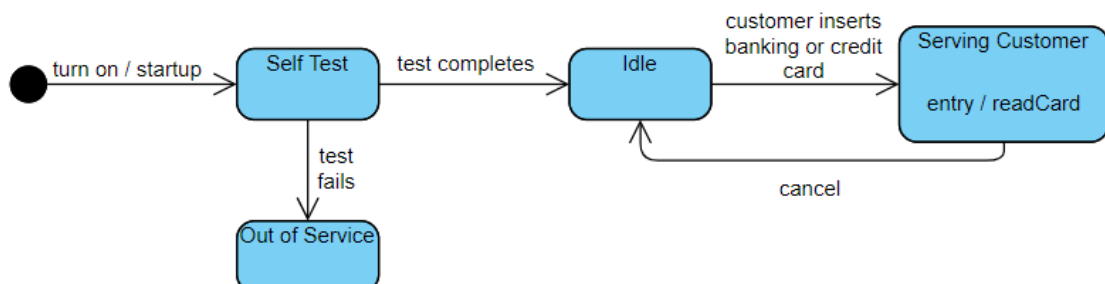 turn on / startup
Self Test
test completes
Idle
customer inserts
banking or credit
card
Serving Customer
entry / readCard
test
fails
cancel
Out of Service